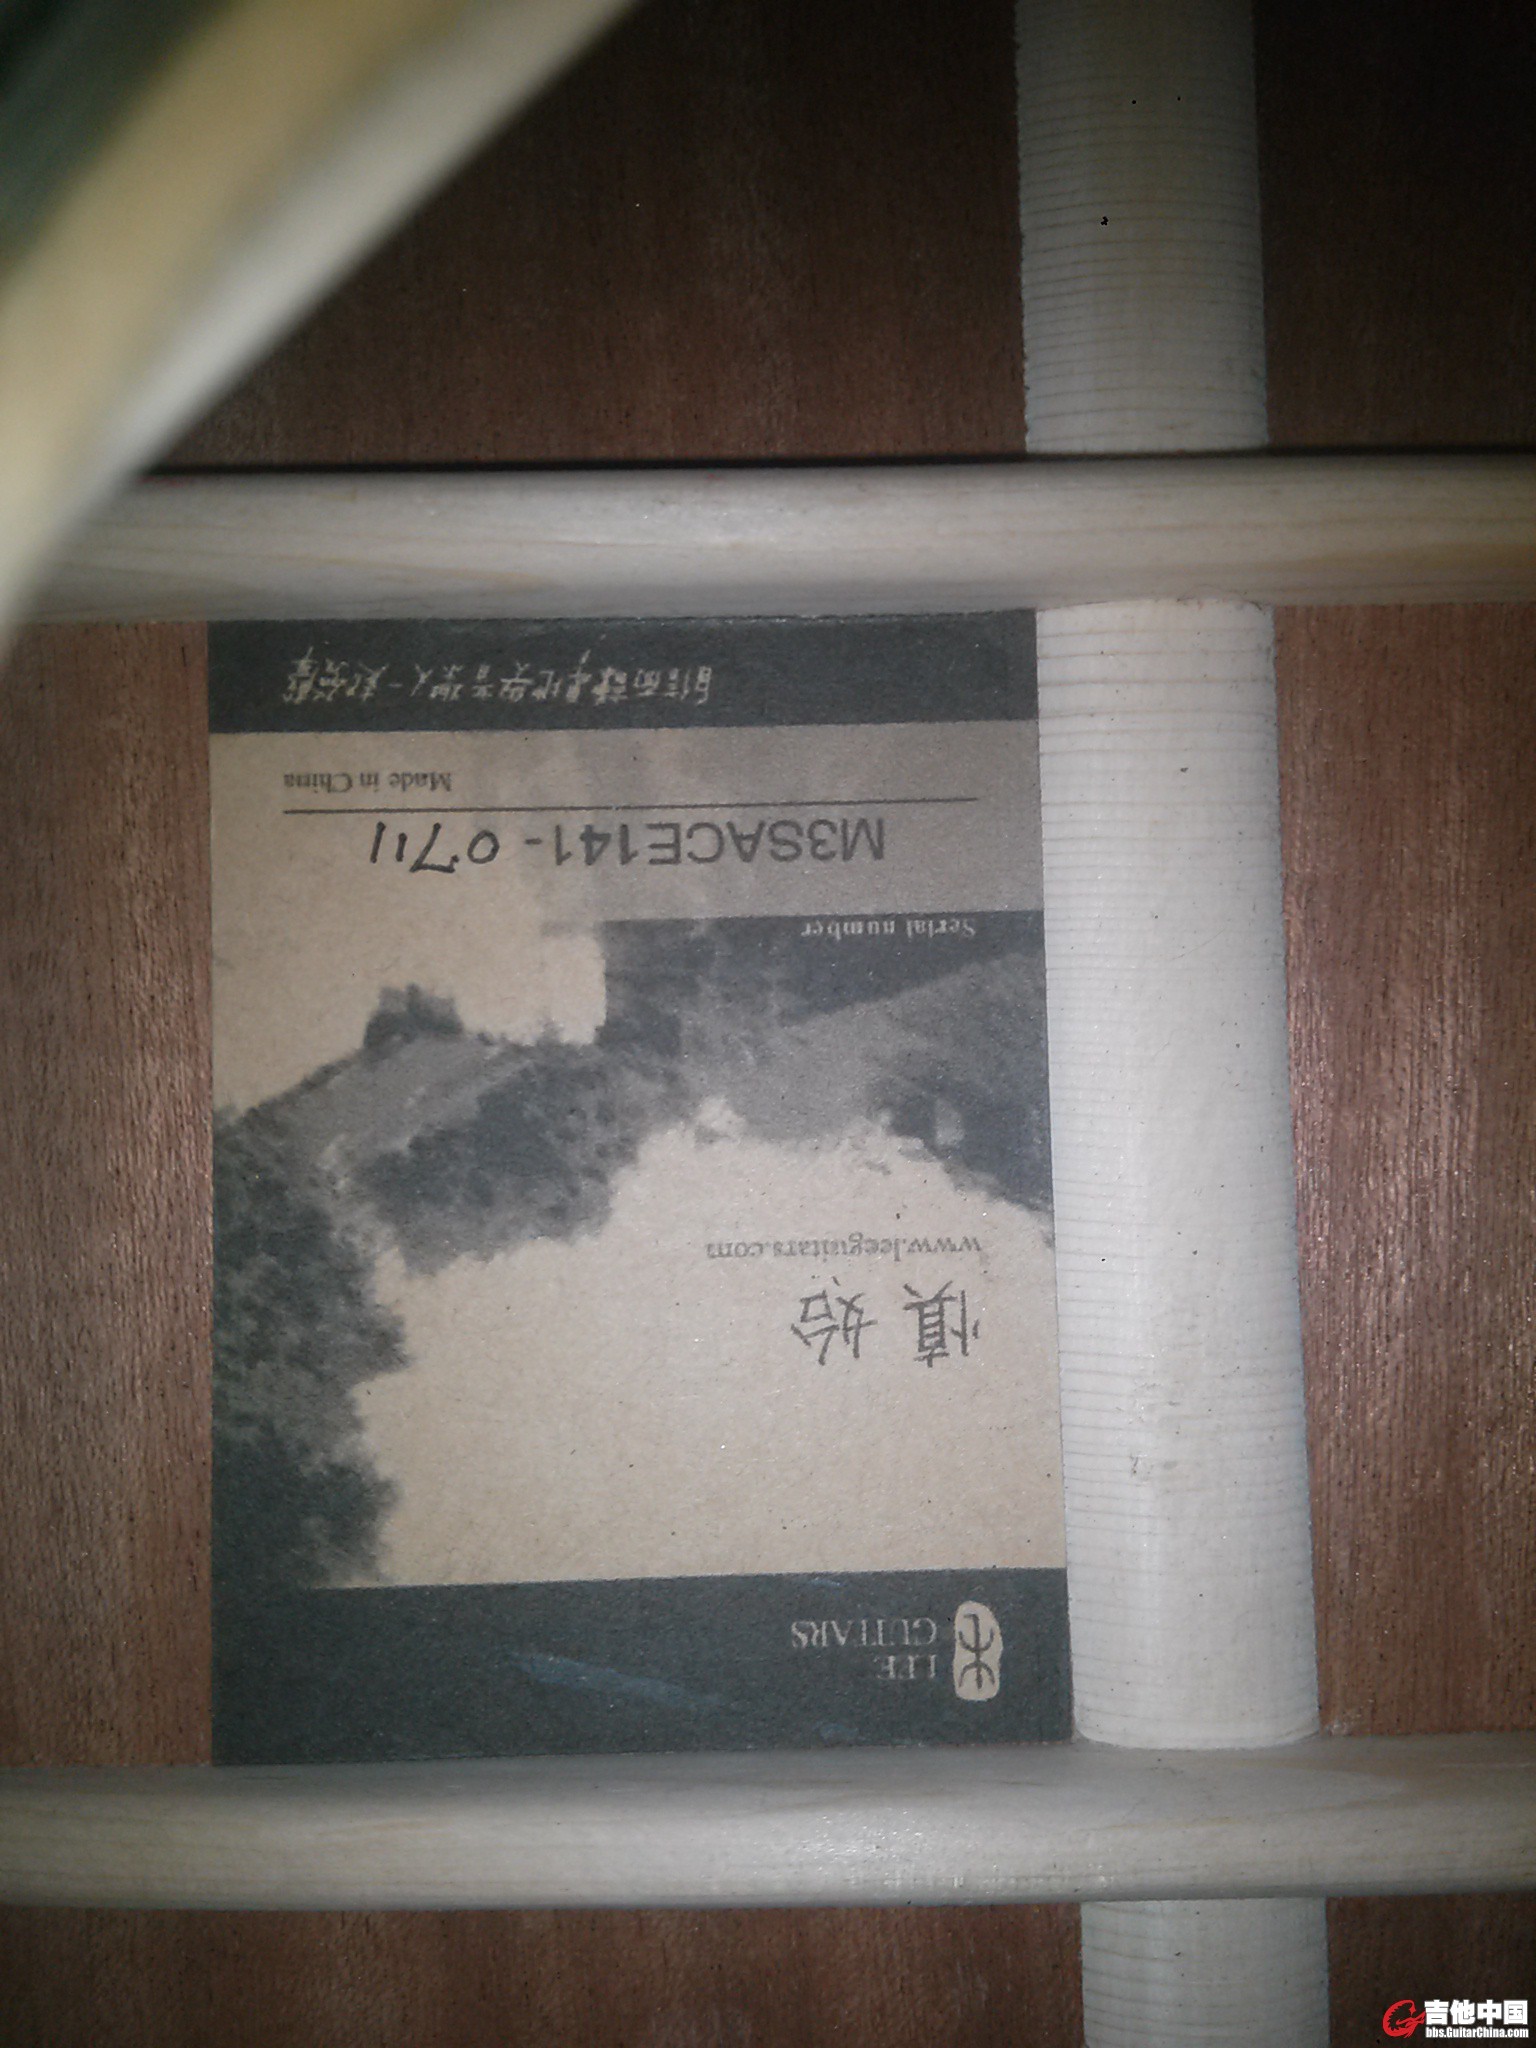 LEE
GUITARS
慎始
www.leeguitars.com
Serial number
M3SACE141-0711
Made in China
吉他中国
bbs.GuitarChina.com